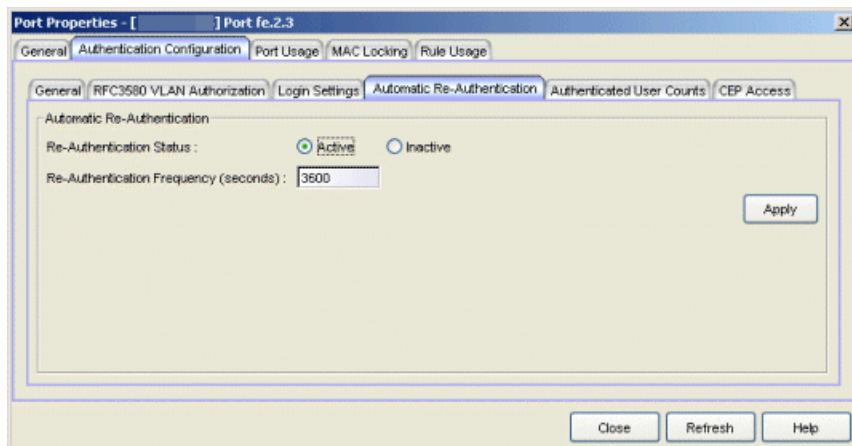 Port Properties - [ ] Port fe.2.3
General Authentication Configuration Port Usage MAC Locking Rule Usage
General RFC3580 VLAN Authorization Login Settings Automatic Re-Authentication Authenticated User Counts CEP Access
Automatic Re-Authentication
Re-Authentication Status : Active Inactive
Re-Authentication Frequency (seconds) : 3600
Apply
Close Refresh Help